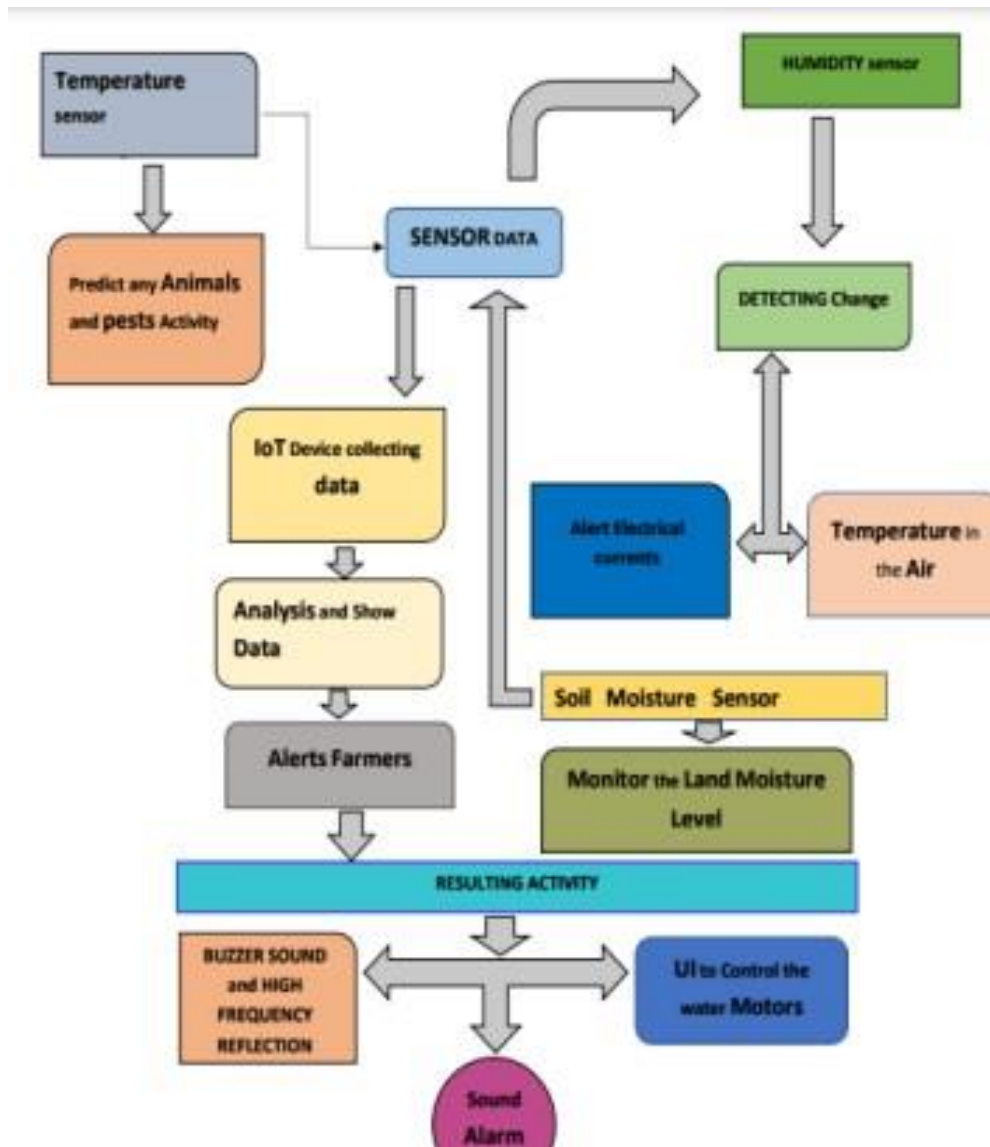 Temperature
sensor
HUMIDITY sensor
SENSOR DATA
Predict any Animals
and pests Activity
DETECTING Change
IoT Device collecting
data
Alert Electrical
currents
Temperature in
the Air
Analysis and Show
Data
Soil Moisture Sensor
Alerts Farmers
Monitor the Land Moisture
Level
RESULTING ACTIVITY
BUZZER SOUND
and HIGH
FREQUENCY
REFLECTION
UI to Control the
water Motors
Sound
Alarm